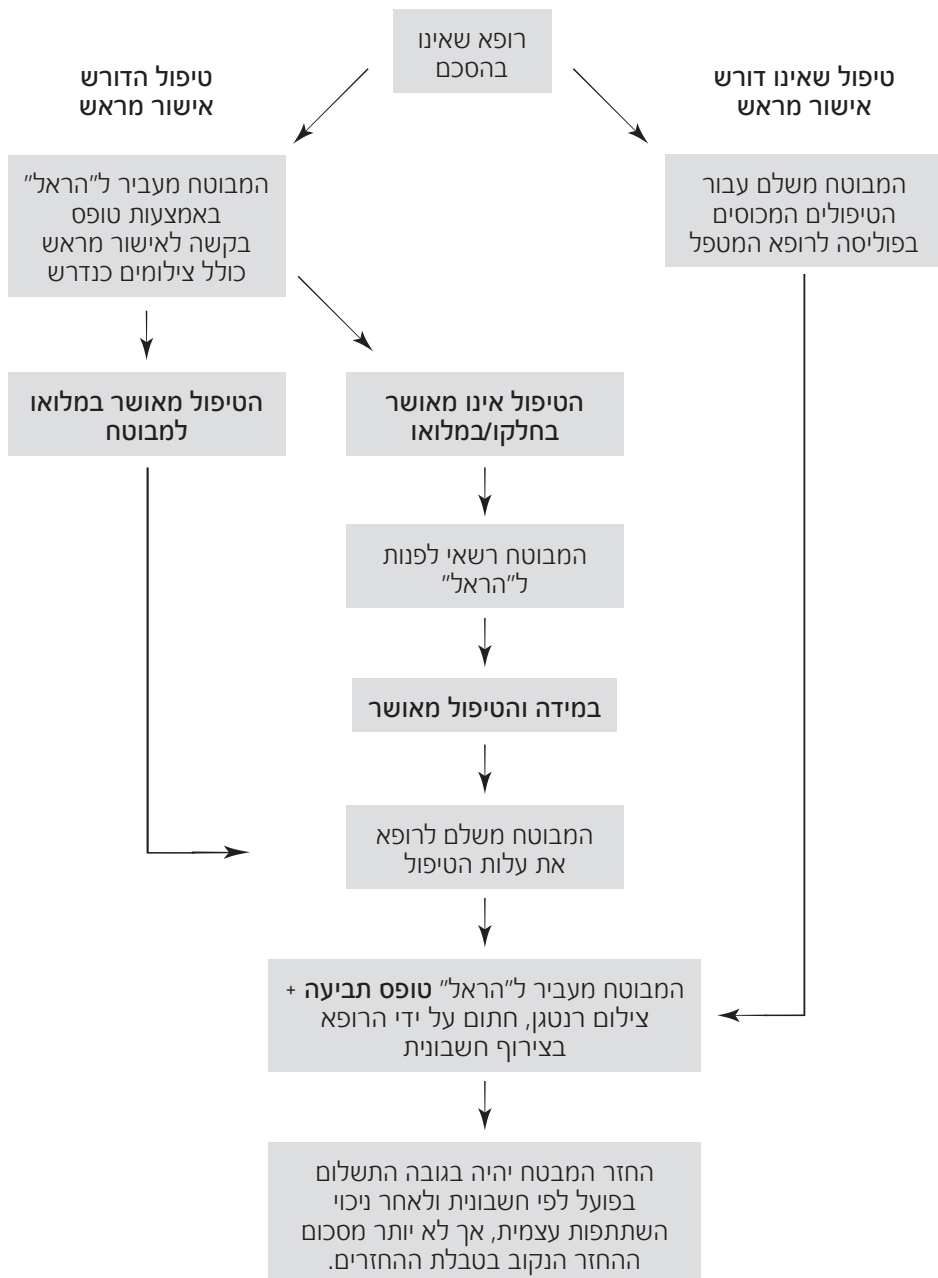 רופא שאינו
בהסכם
טיפול שאינו דורש
אישור מראש
טיפול הדורש
אישור מראש
המבוטח משלם עבור
הטיפולים המכוסים
בפוליסה לרופא המטפל
המבוטח מעביר ל"הראל"
באמצעות טופס
בקשה לאישור מראש
כולל צילומים כנדרש
הטיפול אינו מאושר
בחלקו/במלואו
הטיפול מאושר במלואו
למבוטח
המבוטח רשאי לפנות
ל"הראל"
במידה והטיפול מאושר
המבוטח משלם לרופא
את עלות הטיפול
המבוטח מעביר ל"הראל" טופס תביעה +
צילום רנטגן, חתום על ידי הרופא
בצירוף חשבונית
החזר המבטח יהיה בגובה התשלום
בפועל לפי חשבונית ולאחר ניכוי
השתתפות עצמית, אך לא יותר מסכום
ההחזר הנקוב בטבלת ההחזרים.